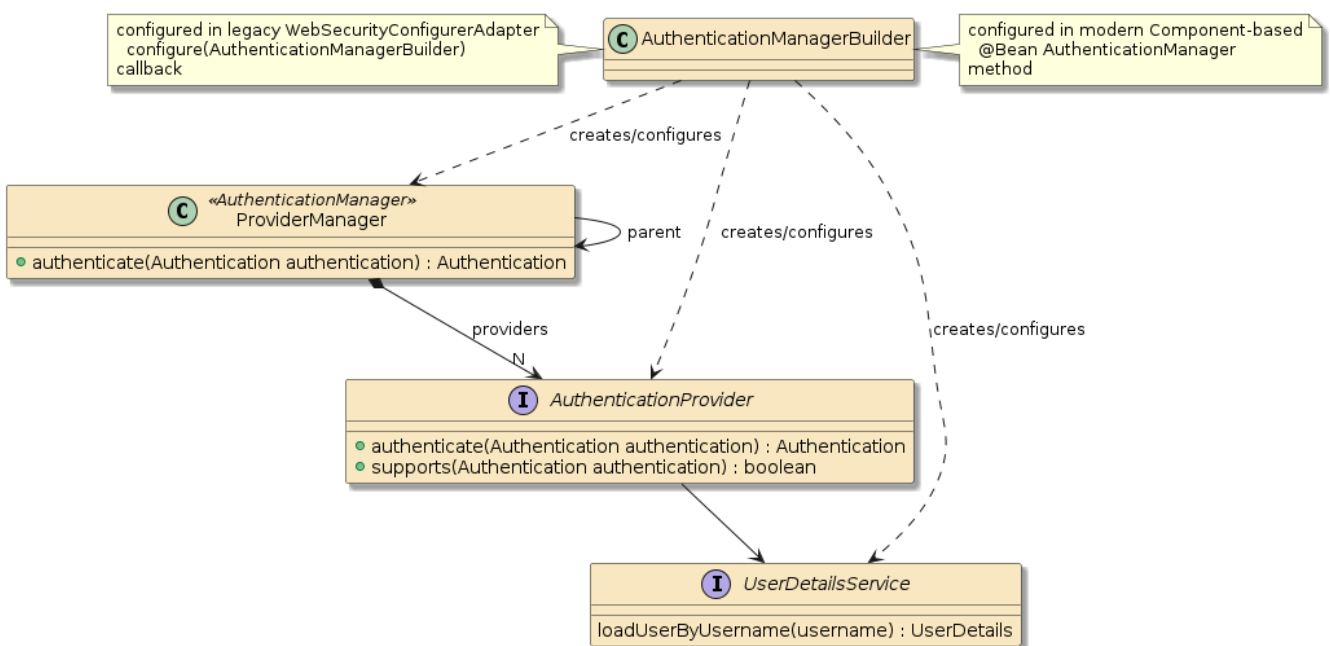 configured in legacy WebSecurityConfigurerAdapter
configure(AuthenticationManagerBuilder)
callback
C AuthenticationManagerBuilder
configured in modern Component-based
@Bean AuthenticationManager
method
creates/configures
C «AuthenticationManager»
ProviderManager
authenticate(Authentication authentication) : Authentication
parent
creates/configures
providers
N
creates/configures
I AuthenticationProvider
authenticate(Authentication authentication) : Authentication
supports(Authentication authentication) : boolean
I UserDetailsService
loadUserByUsername(username) : UserDetails